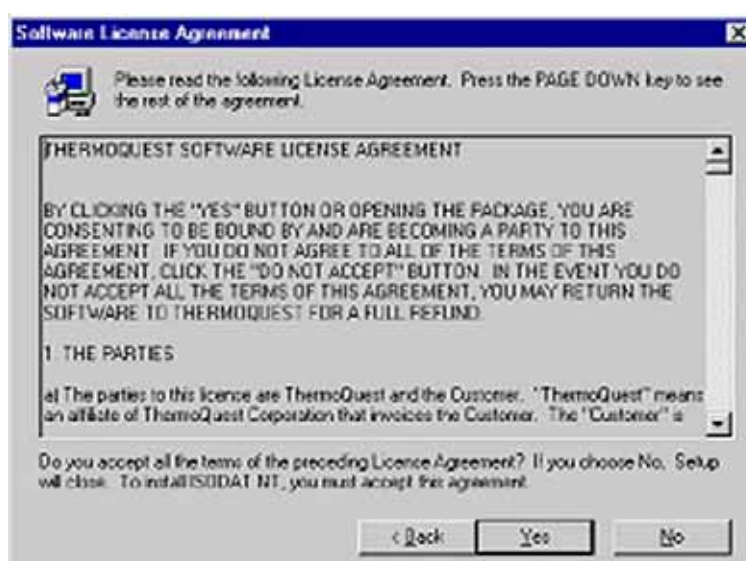 Software License Agreement
Please read the following License Agreement. Press the PAGE DOWN key to see
the rest of the agreement.
THERMOQUEST SOFTWARE LICENSE AGREEMENT
BY CLICKING THE "YES" BUTTON OR OPENING THE PACKAGE, YOU ARE
CONSENTING TO BE BOUND BY AND ARE BECOMING A PARTY TO THIS
AGREEMENT. IF YOU DO NOT AGREE TO ALL OF THE TERMS OF THIS
AGREEMENT, CLICK THE "DO NOT ACCEPT" BUTTON. IN THE EVENT YOU DO
NOT ACCEPT ALL THE TERMS OF THIS AGREEMENT, YOU MAY RETURN THE
SOFTWARE TO THERMOQUEST FOR A FULL REFUND.
1. THE PARTIES
a) The parties to this license are ThermoQuest and the Customer. "ThermoQuest" means
an affiliate of ThermoQuest Corporation that invoices the Customer. The "Customer" is
Do you accept all the terms of the preceding License Agreement? If you choose No, Setup
will close. To install ISODAT NT, you must accept this agreement.
< Back
Yes
No